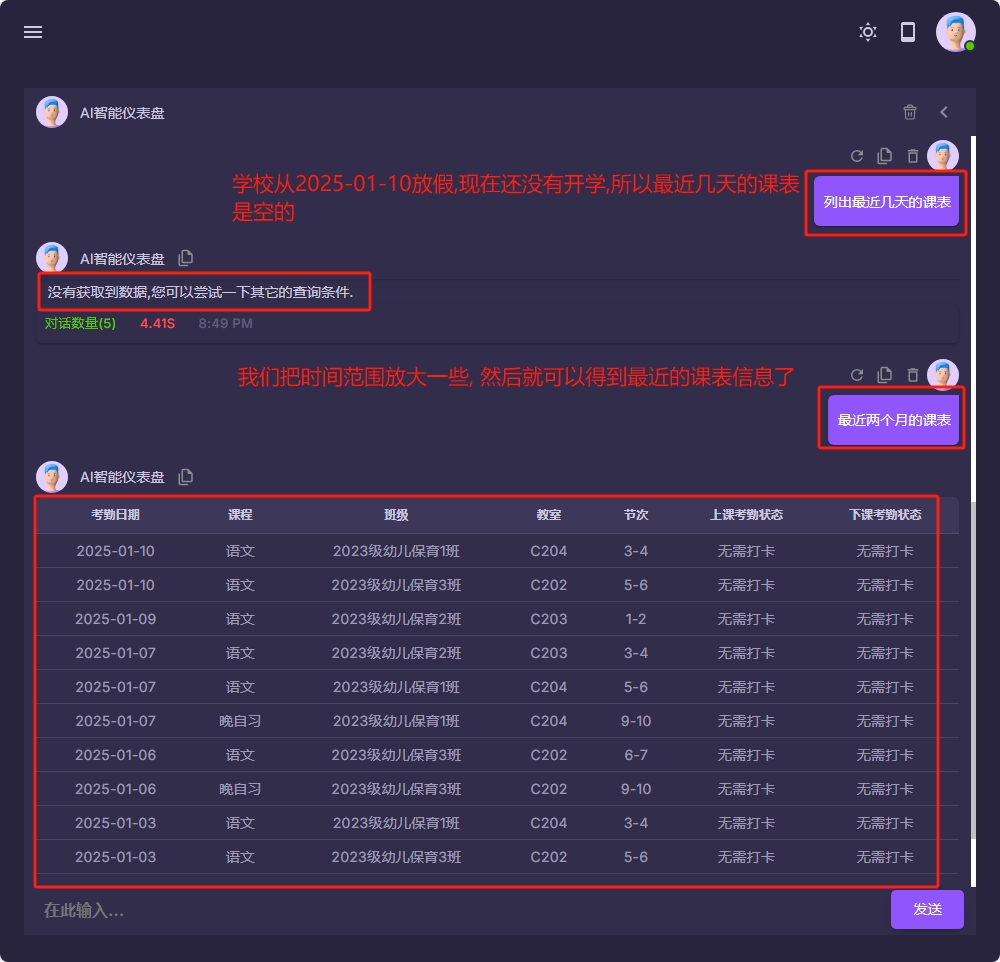 AI智能仪表盘
学校从2025-01-10放假,现在还没有开学,所以最近几天的课表
是空的
列出最近几天的课表
AI智能仪表盘
没有获取到数据,您可以尝试一下其它的查询条件.
对话数量(5) 4.41S 8:49 PM
我们把时间范围放大一些, 然后就可以得到最近的课表信息了
最近两个月的课表
AI智能仪表盘
考勤日期 课程 班级 教室 节次 上课考勤状态 下课考勤状态
2025-01-10 语文 2023级幼儿保育1班 C204 3-4 无需打卡 无需打卡
2025-01-10 语文 2023级幼儿保育3班 C202 5-6 无需打卡 无需打卡
2025-01-09 语文 2023级幼儿保育2班 C203 1-2 无需打卡 无需打卡
2025-01-07 语文 2023级幼儿保育2班 C203 3-4 无需打卡 无需打卡
2025-01-07 语文 2023级幼儿保育1班 C204 5-6 无需打卡 无需打卡
2025-01-07 晚自习 2023级幼儿保育1班 C204 9-10 无需打卡 无需打卡
2025-01-06 语文 2023级幼儿保育3班 C202 6-7 无需打卡 无需打卡
2025-01-06 晚自习 2023级幼儿保育3班 C202 9-10 无需打卡 无需打卡
2025-01-03 语文 2023级幼儿保育1班 C204 3-4 无需打卡 无需打卡
2025-01-03 语文 2023级幼儿保育3班 C202 5-6 无需打卡 无需打卡
在此输入...
发送